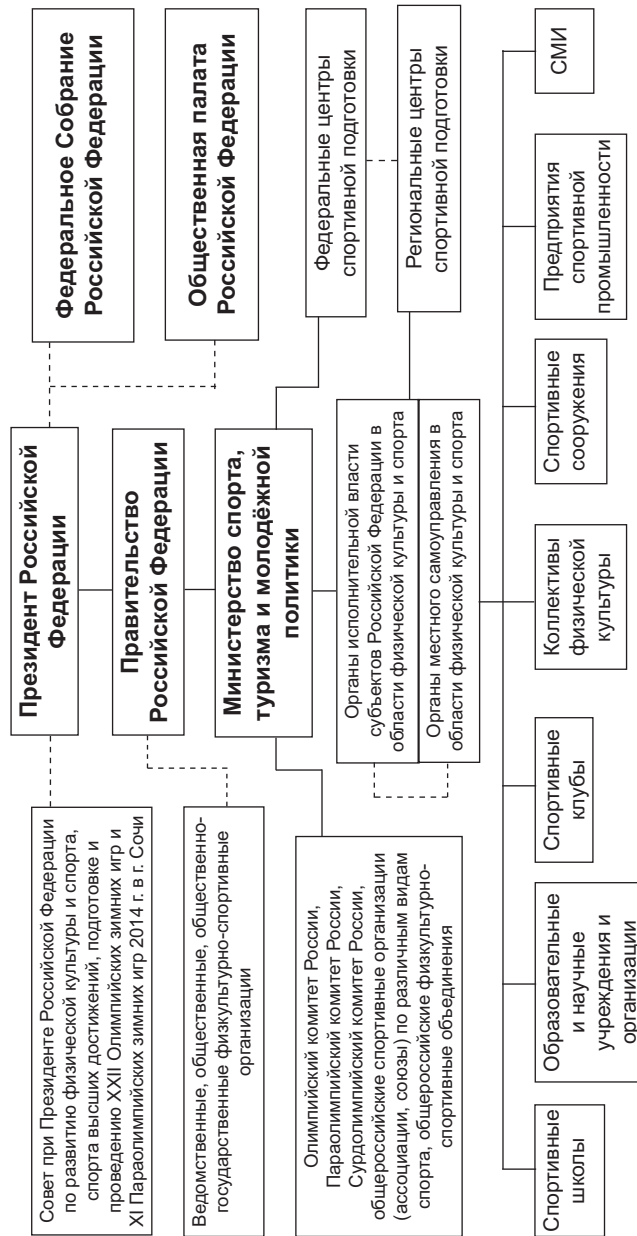 Совет при Президенте Российской Федерации
по развитию физической культуры и спорта,
спорта высших достижений, подготовке и
проведению XXII Олимпийских зимних игр и
XI Параолимпийских зимних игр 2014 г. в г. Сочи
Президент Российской
Федерации
Федеральное Собрание
Российской Федерации
Общественная палата
Российской Федерации
Ведомственные, общественные, общественно-
государственные физкультурно-спортивные
организации
Правительство
Российской Федерации
Министерство спорта,
туризма и молодёжной
политики
Олимпийский комитет России,
Параолимпийский комитет России,
Сурдолимпийский комитет России,
общероссийские спортивные организации
(ассоциации, союзы) по различным видам
спорта, общероссийские физкультурно-
спортивные объединения
Федеральные центры
спортивной подготовки
Органы исполнительной власти
субъектов Российской Федерации в
области физической культуры и спорта
Органы местного самоуправления в
области физической культуры и спорта
Региональные центры
спортивной подготовки
Спортивные
школы
Образовательные
и научные
учреждения и
организации
Спортивные
клубы
Коллективы
физической
культуры
Спортивные
сооружения
Предприятия
спортивной
промышленности
СМИ